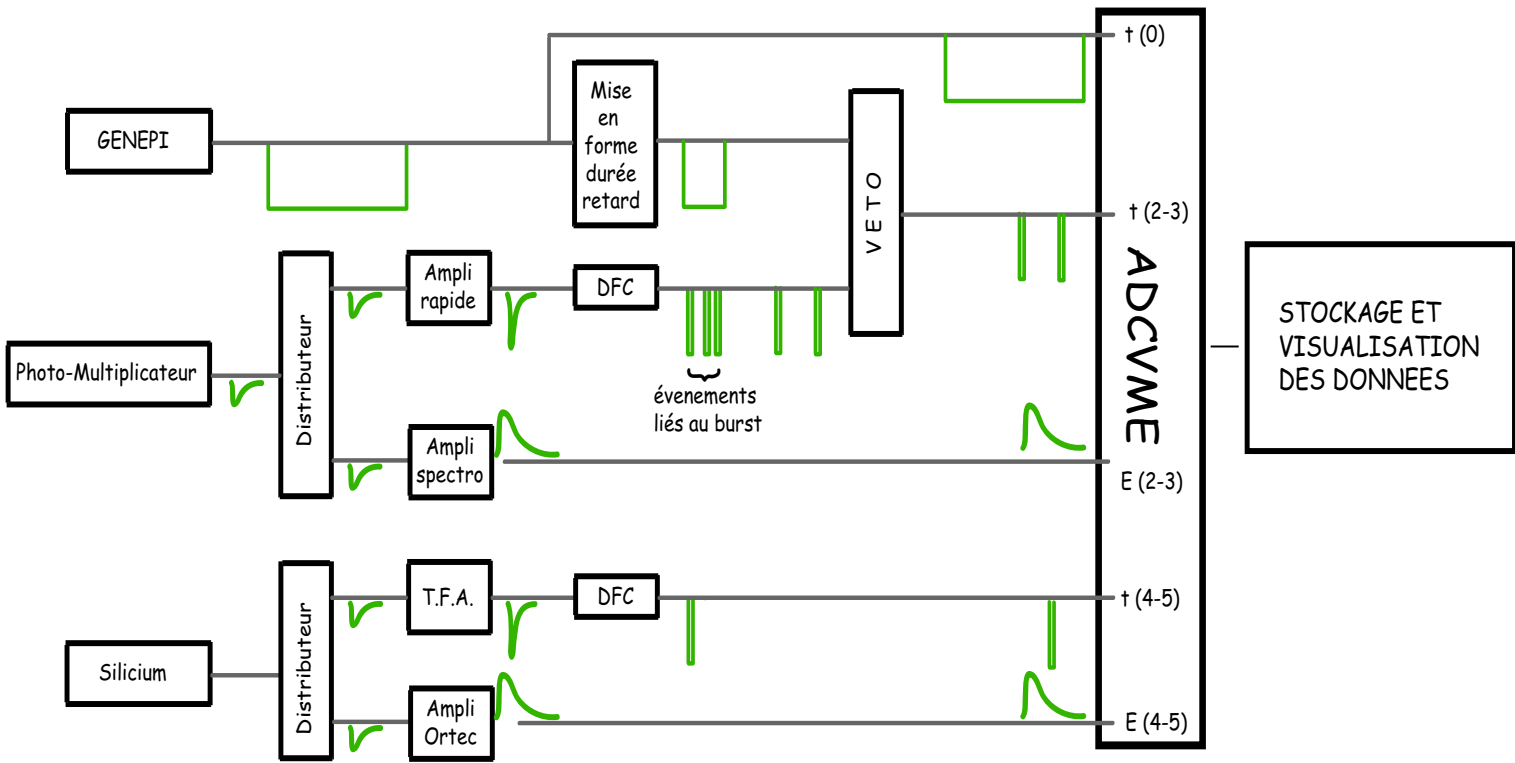 t (0)
Mise
en
forme
durée
retard
GENEPI
VETO
t (2-3)
Ampli
rapide
DFC
Distributeur
Photo-Multiplicateur
évenements
liés au burst
Ampli
spectro
E (2-3)
ADCVME
STOCKAGE ET
VISUALISATION
DES DONNEES
T.F.A.
DFC
t (4-5)
Distributeur
Silicium
Ampli
Ortec
E (4-5)